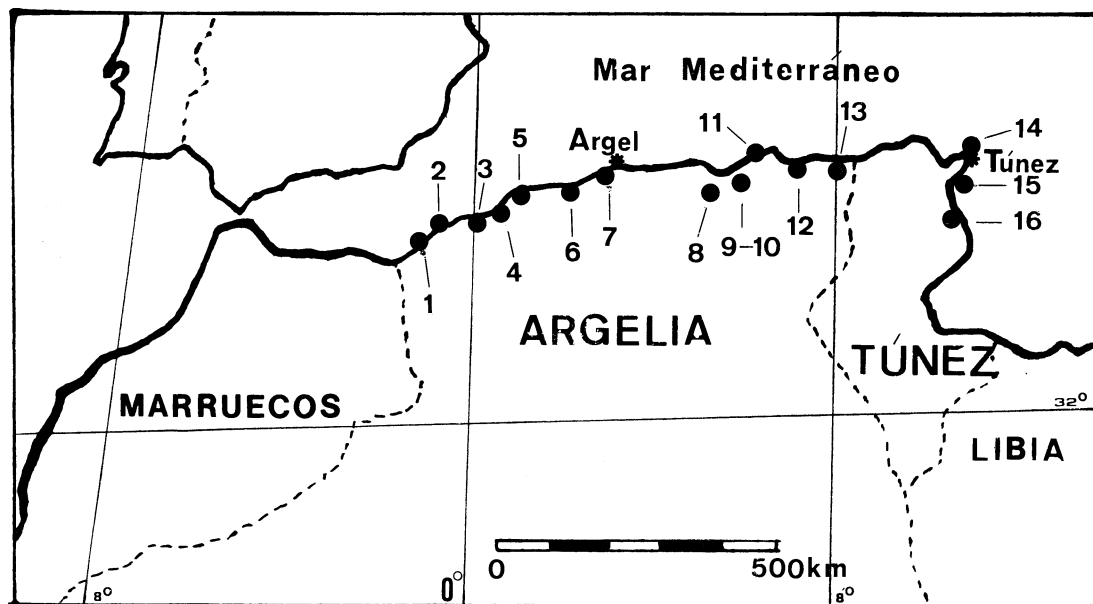 Mar Mediterraneo
13
11
14
5
Argel
Túnez
2
3
15
12
16
7
8
6
9-10
4
1
ARGELIA
TÚNEZ
MARRUECOS
32°
LIBIA
0
500km
8°
0°
8°